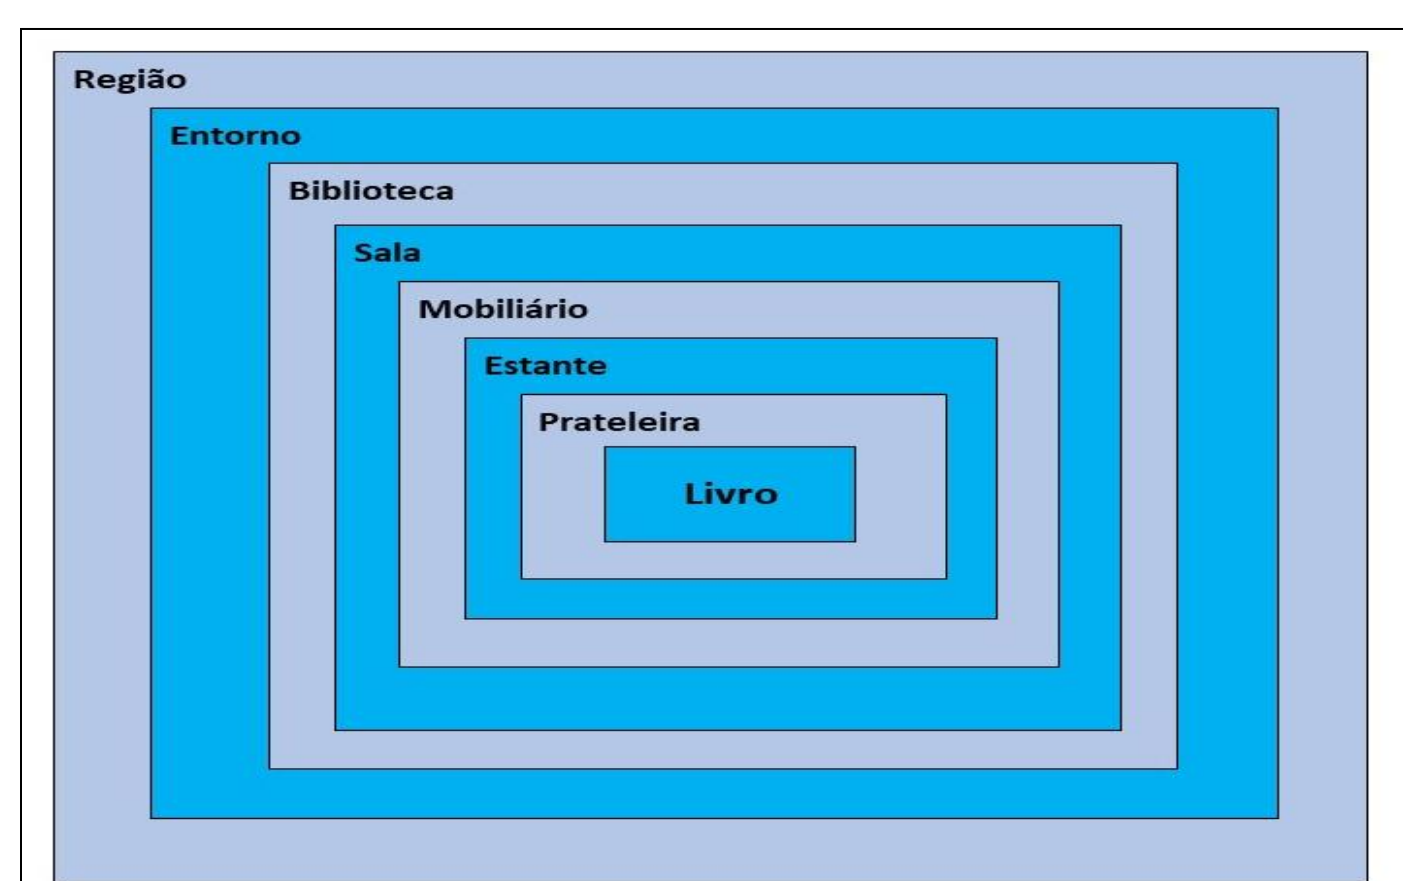 Região
Entorno
Biblioteca
Sala
Mobiliário
Estante
Prateleira
Livro